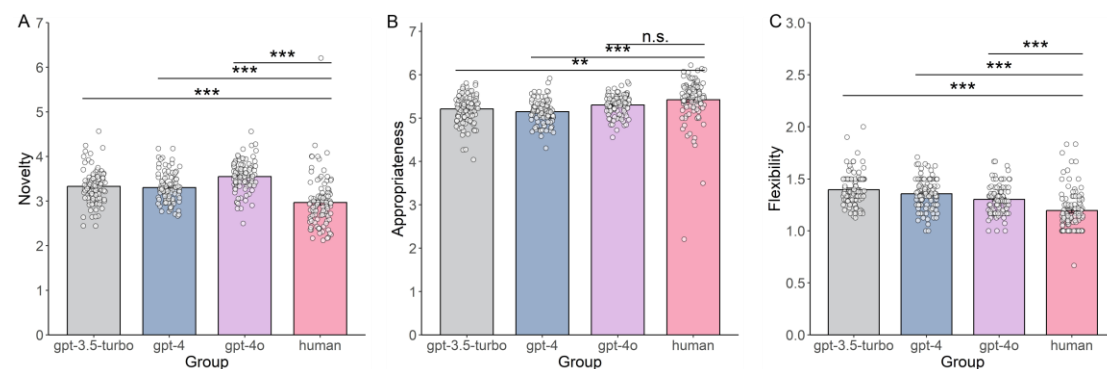 A
Novelty
7
6
5
4
3
2
1
0
***
***
***
gpt-3.5-turbo gpt-4 gpt-4o human
Group
B
Appropriateness
7
6
5
4
3
2
1
0
n.s.
***
**
gpt-3.5-turbo gpt-4 gpt-4o human
Group
C
Flexibility
3.0
2.5
2.0
1.5
1.0
0.5
0.0
***
***
***
gpt-3.5-turbo gpt-4 gpt-4o human
Group